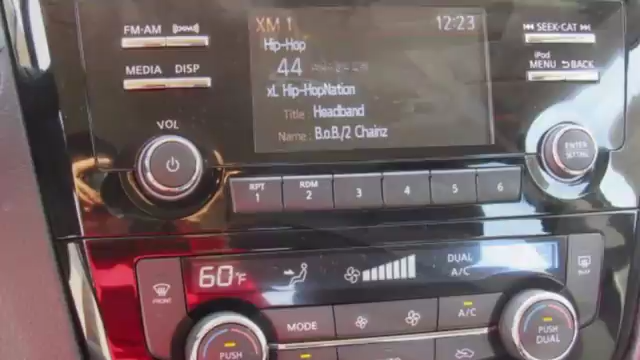 FM-AM
XM 1 12:23
SEEK-CAT
Hip-Hop
iPod
MEDIA DISP
44
MENU BACK
xL Hip-HopNation
Title Headband
VOL
Name: B.o.B./2 Chainz
ENTER
SETTING
RPT
1
RDM
2
3
4
5
6
DUAL
A/C
60°F
FRONT
REAR
MODE
A/C
PUSH
PUSH
DUAL